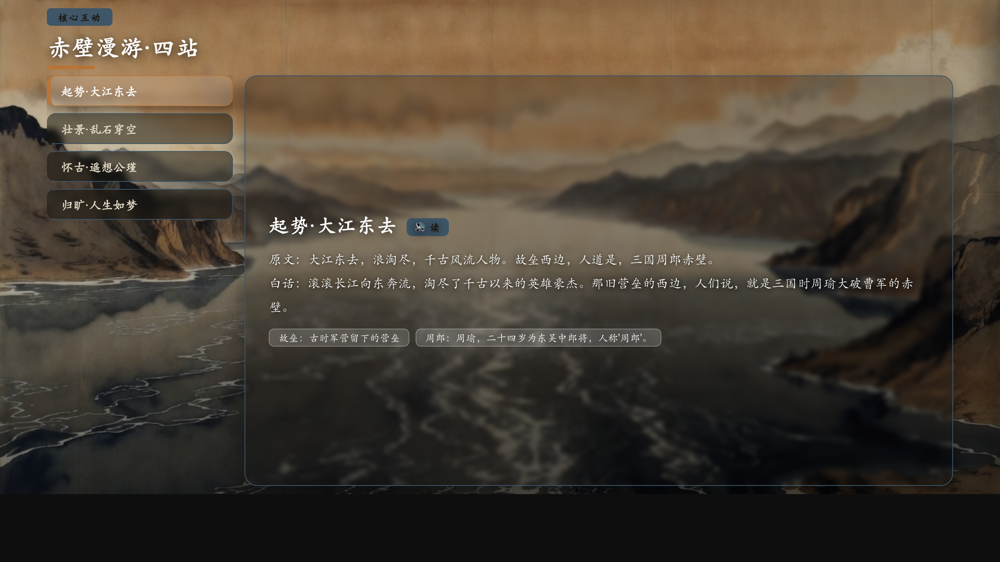 核心互动
赤壁漫游·四站
起势·大江东去
壮景·乱石穿空
怀古·遥想公瑾
归旷·人生如梦
起势·大江东去
🔊 读
原文：大江东去，浪淘尽，千古风流人物。故垒西边，人道是，三国周郎赤壁。
白话：滚滚长江向东奔流，淘尽了千古以来的英雄豪杰。那旧营垒的西边，人们说，就是三国时周瑜大破曹军的赤
壁。
故垒：古时军营留下的营垒
周郎：周瑜，二十四岁为东吴中郎将，人称'周郎'。